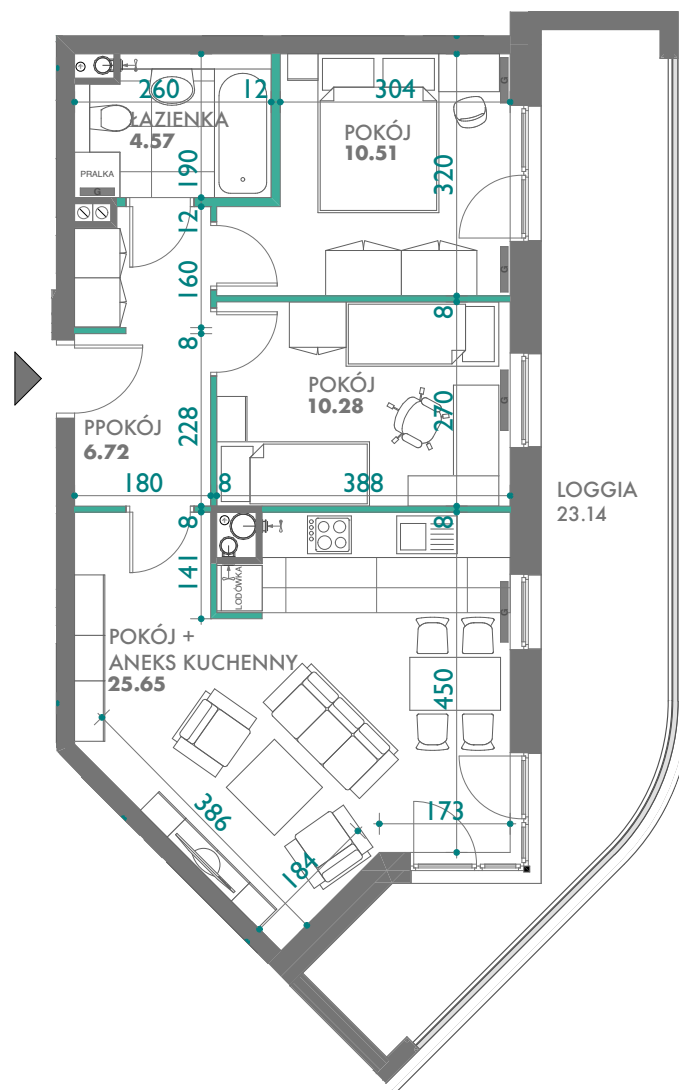 260
12
304
ŁAZIENKA
4.57
POKÓJ
10.51
PRALKA
G
190
320
G
12
160
G
8
8
POKÓJ
10.28
270
G
PPOKÓJ
6.72
228
180
8
388
LOGGIA
23.14
8
8
141
LODÓWKA
G
POKÓJ +
ANEKS KUCHENNY
25.65
450
386
173
184